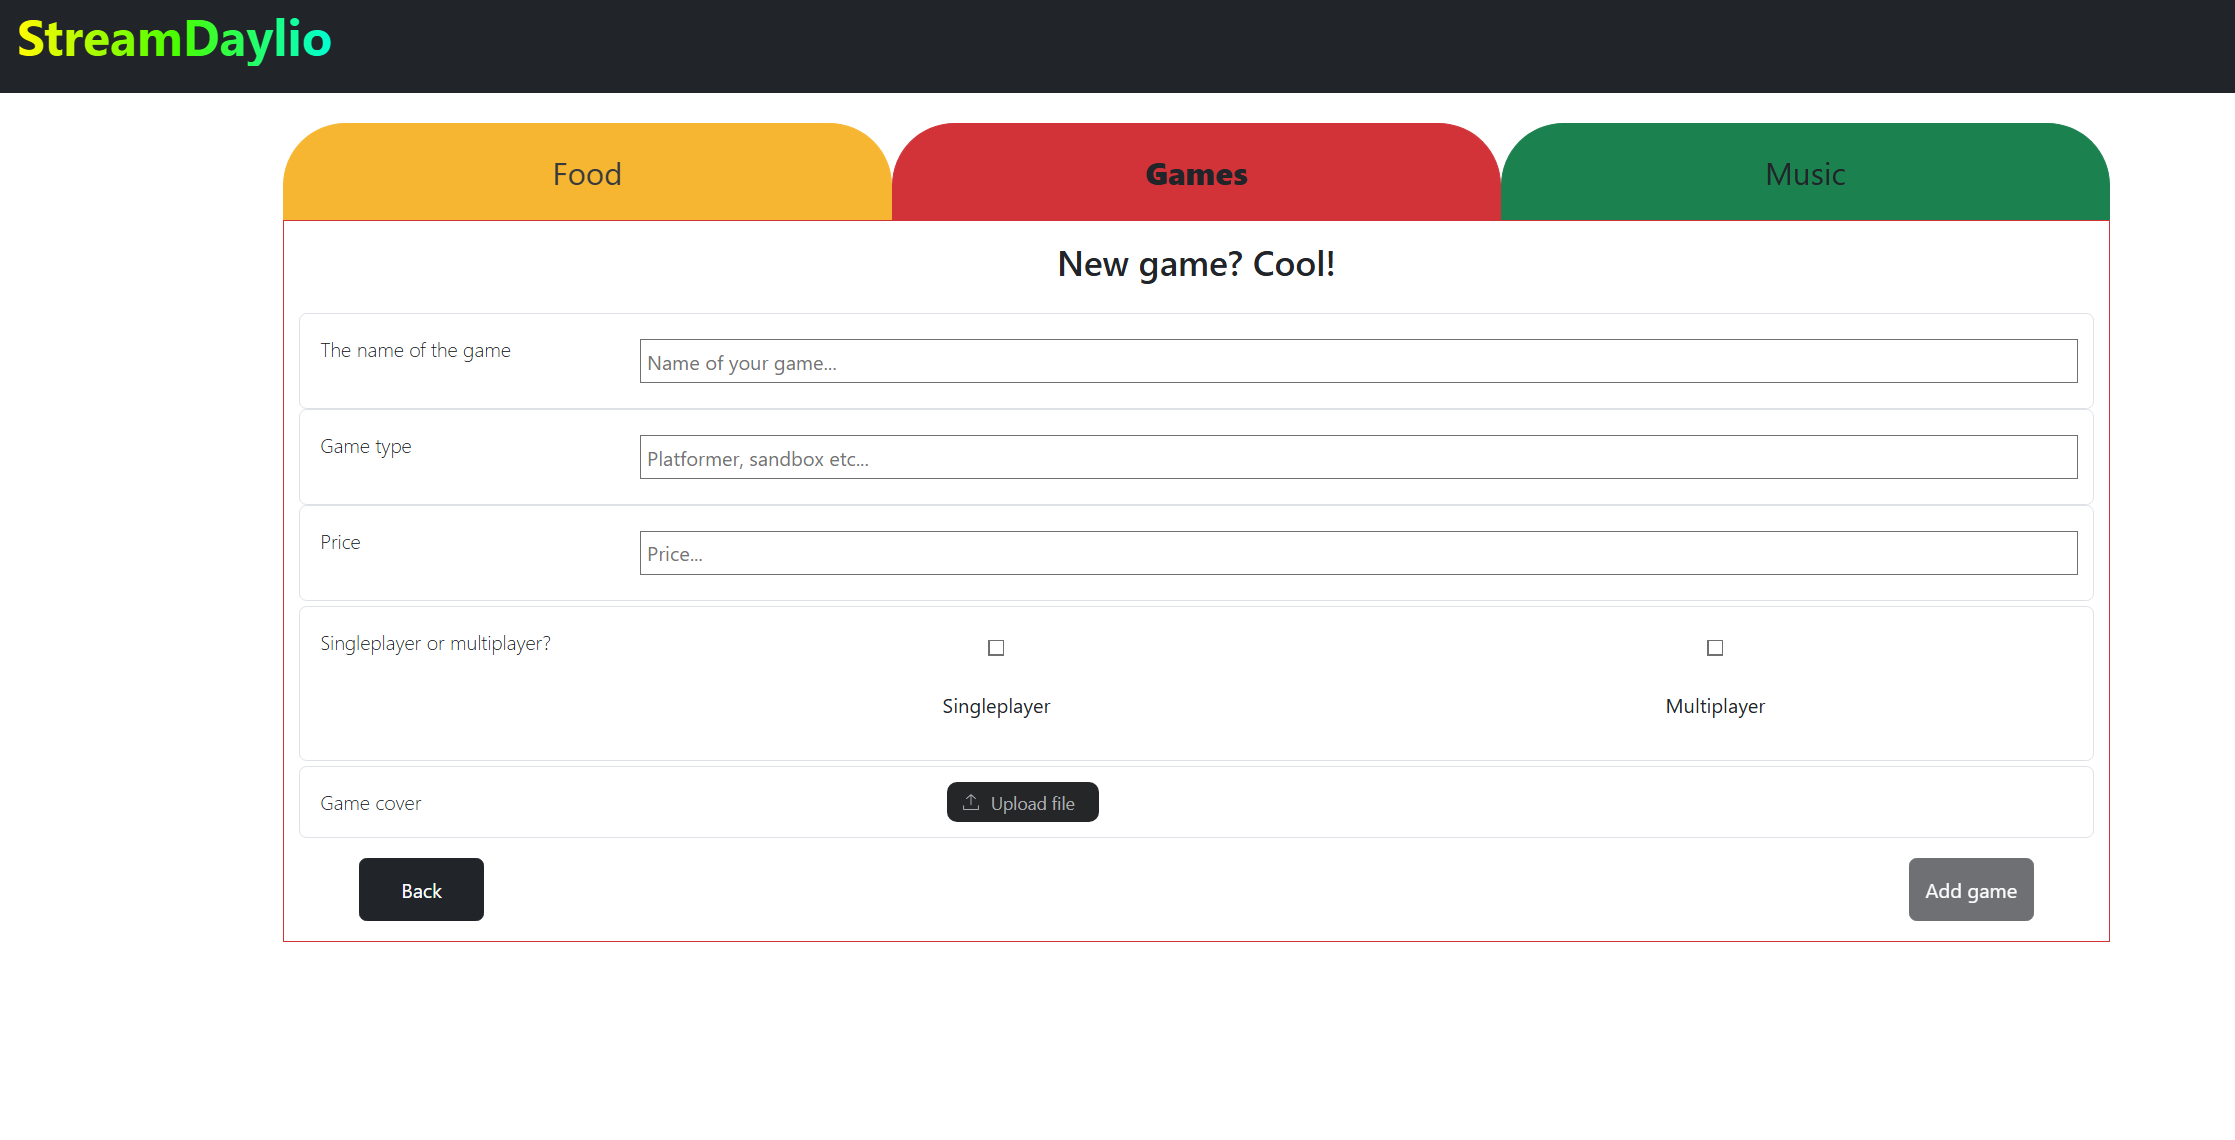 StreamDaylio
Food
Games
Music
New game? Cool!
The name of the game
Name of your game...
Game type
Platformer, sandbox etc...
Price
Price...
Singleplayer or multiplayer?
Singleplayer
Multiplayer
Game cover
Upload file
Back
Add game